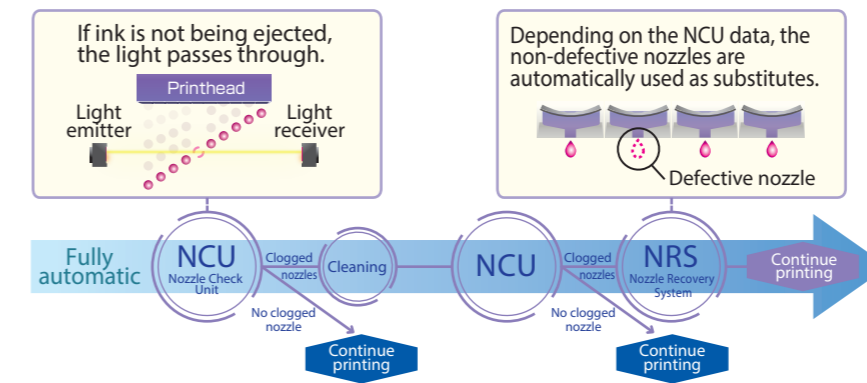 If ink is not being ejected,
the light passes through.
Printhead
Light
emitter
Light
receiver
Depending on the NCU data, the
non-defective nozzles are
automatically used as substitutes.
Defective nozzle
Fully
automatic
NCU
Nozzle Check
Unit
Clogged
nozzles
Cleaning
NCU
Clogged
nozzles
NRS
Nozzle Recovery
System
Continue
printing
No clogged
nozzle
Continue
printing
No clogged
nozzle
Continue
printing